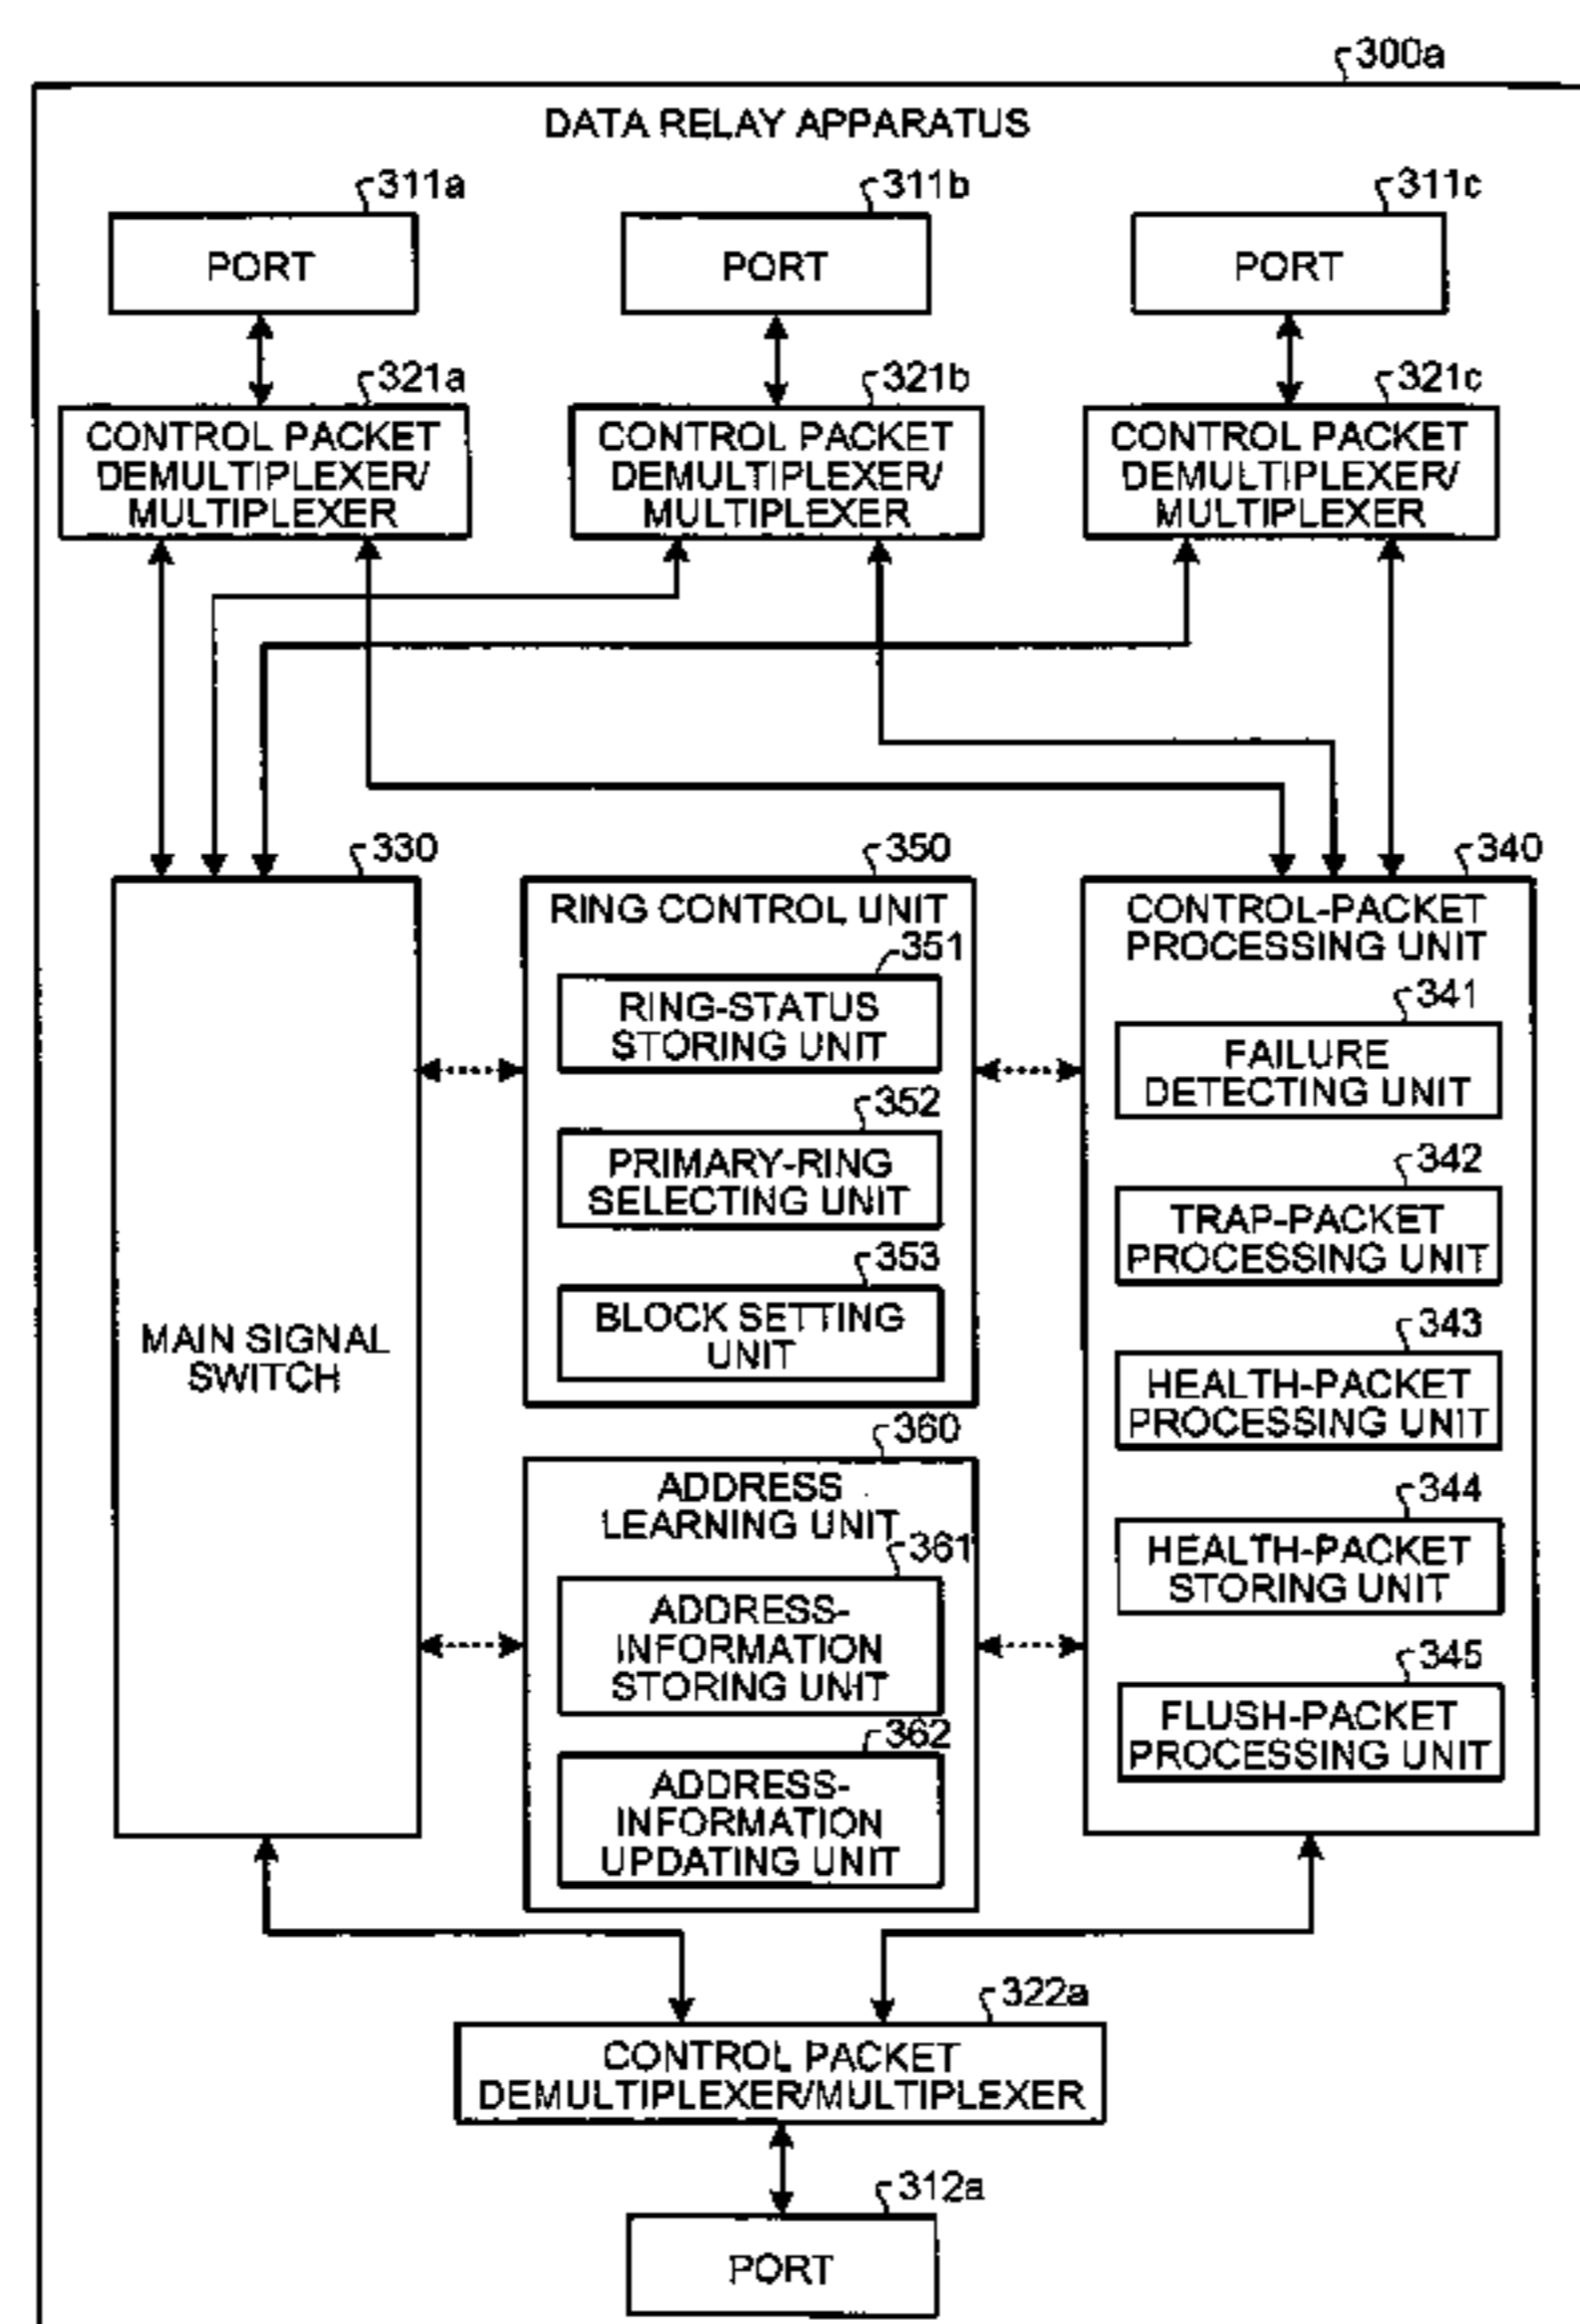 300a
DATA RELAY APPARATUS
311a
311b
311c
PORT
PORT
PORT
321a
321b
321c
CONTROL PACKET
DEMULTIPLEXER/
MULTIPLEXER
CONTROL PACKET
DEMULTIPLEXER/
MULTIPLEXER
CONTROL PACKET
DEMULTIPLEXER/
MULTIPLEXER
330
MAIN SIGNAL
SWITCH
350
RING CONTROL UNIT
351
RING-STATUS
STORING UNIT
352
PRIMARY-RING
SELECTING UNIT
353
BLOCK SETTING
UNIT
360
ADDRESS
LEARNING UNIT
361
ADDRESS-
INFORMATION
STORING UNIT
362
ADDRESS-
INFORMATION
UPDATING UNIT
340
CONTROL-PACKET
PROCESSING UNIT
341
FAILURE
DETECTING UNIT
342
TRAP-PACKET
PROCESSING UNIT
343
HEALTH-PACKET
PROCESSING UNIT
344
HEALTH-PACKET
STORING UNIT
345
FLUSH-PACKET
PROCESSING UNIT
322a
CONTROL PACKET
DEMULTIPLEXER/MULTIPLEXER
312a
PORT